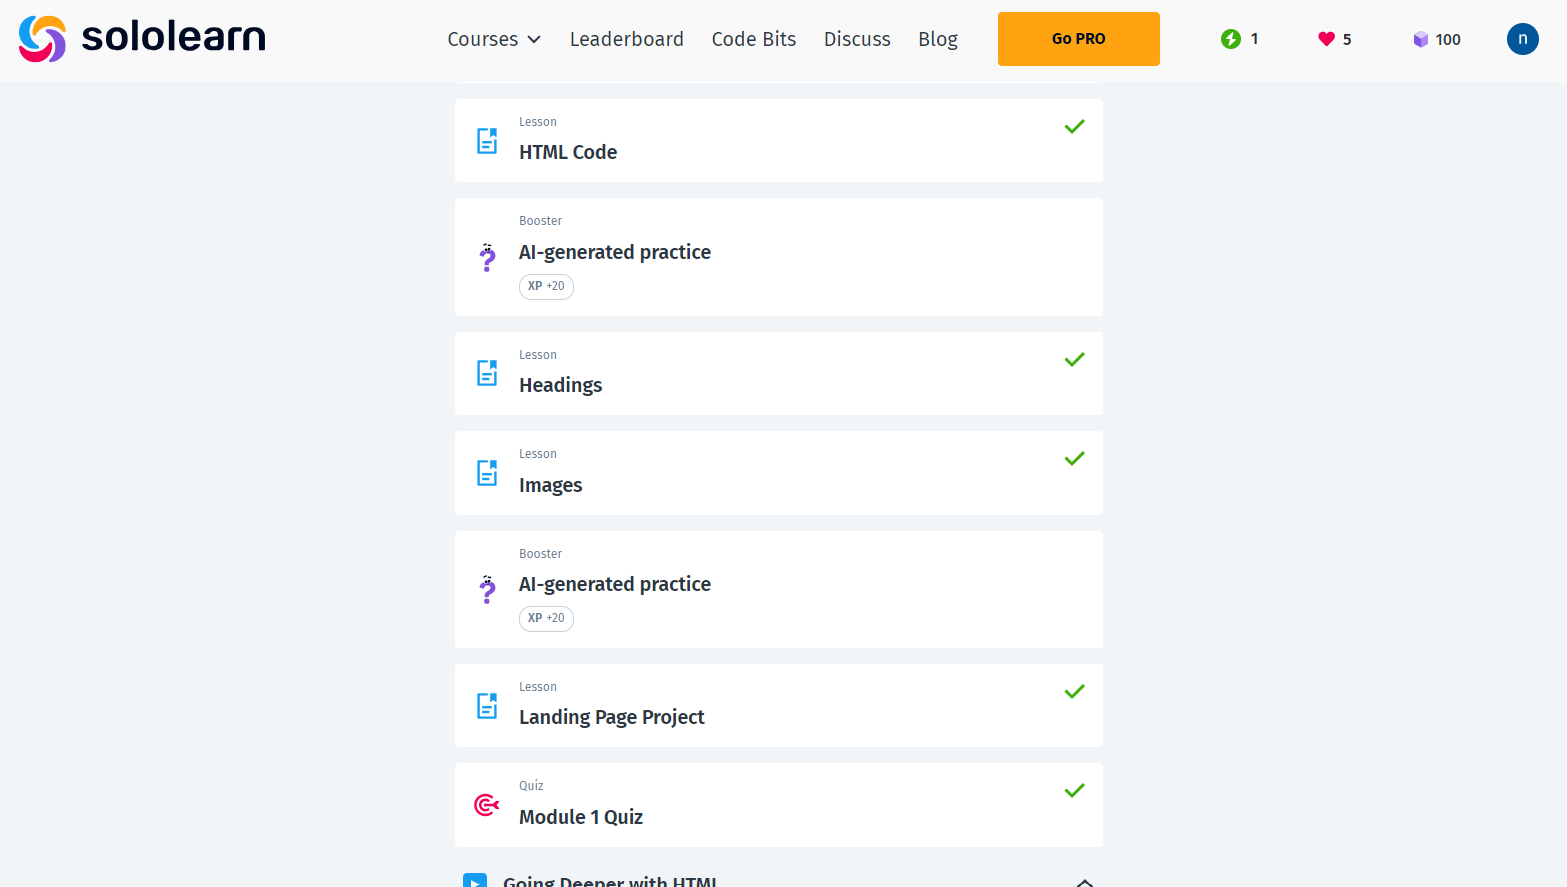 sololearn Courses Leaderboard Code Bits Discuss Blog Go PRO 1 5 100 n
Lesson
HTML Code
Booster
AI-generated practice
XP +20
Lesson
Headings
Lesson
Images
Booster
AI-generated practice
XP +20
Lesson
Landing Page Project
Quiz
Module 1 Quiz
Going Deeper with HTML